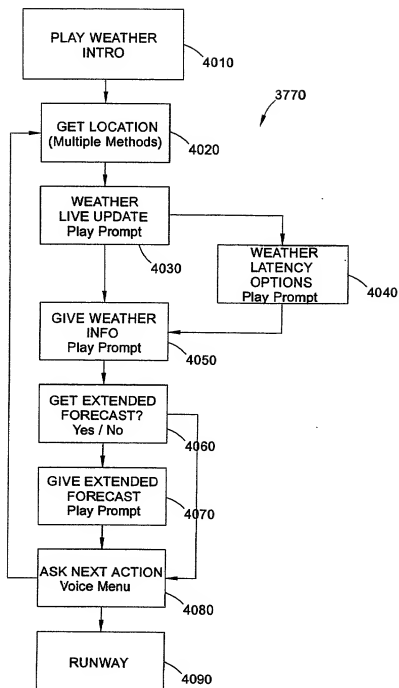 PLAY WEATHER
INTRO
4010
3770
GET LOCATION
(Multiple Methods)
4020
WEATHER
LIVE UPDATE
Play Prompt
4030
WEATHER
LATENCY
OPTIONS
Play Prompt
4040
GIVE WEATHER
INFO
Play Prompt
4050
GET EXTENDED
FORECAST?
Yes / No
4060
GIVE EXTENDED
FORECAST
Play Prompt
4070
ASK NEXT ACTION
Voice Menu
4080
RUNWAY
4090